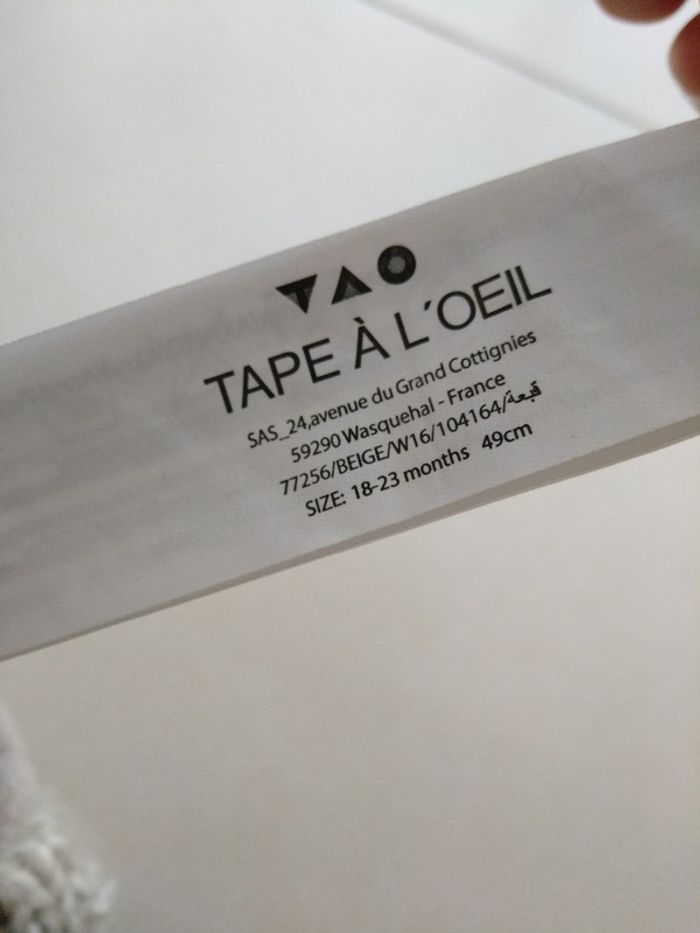 TAO
TAPE À L'OEIL
SAS_24,avenue du Grand Cottignies
59290 Wasquehal - France
77256/BEIGE/W16/104164/قبعة
SIZE: 18-23 months 49cm